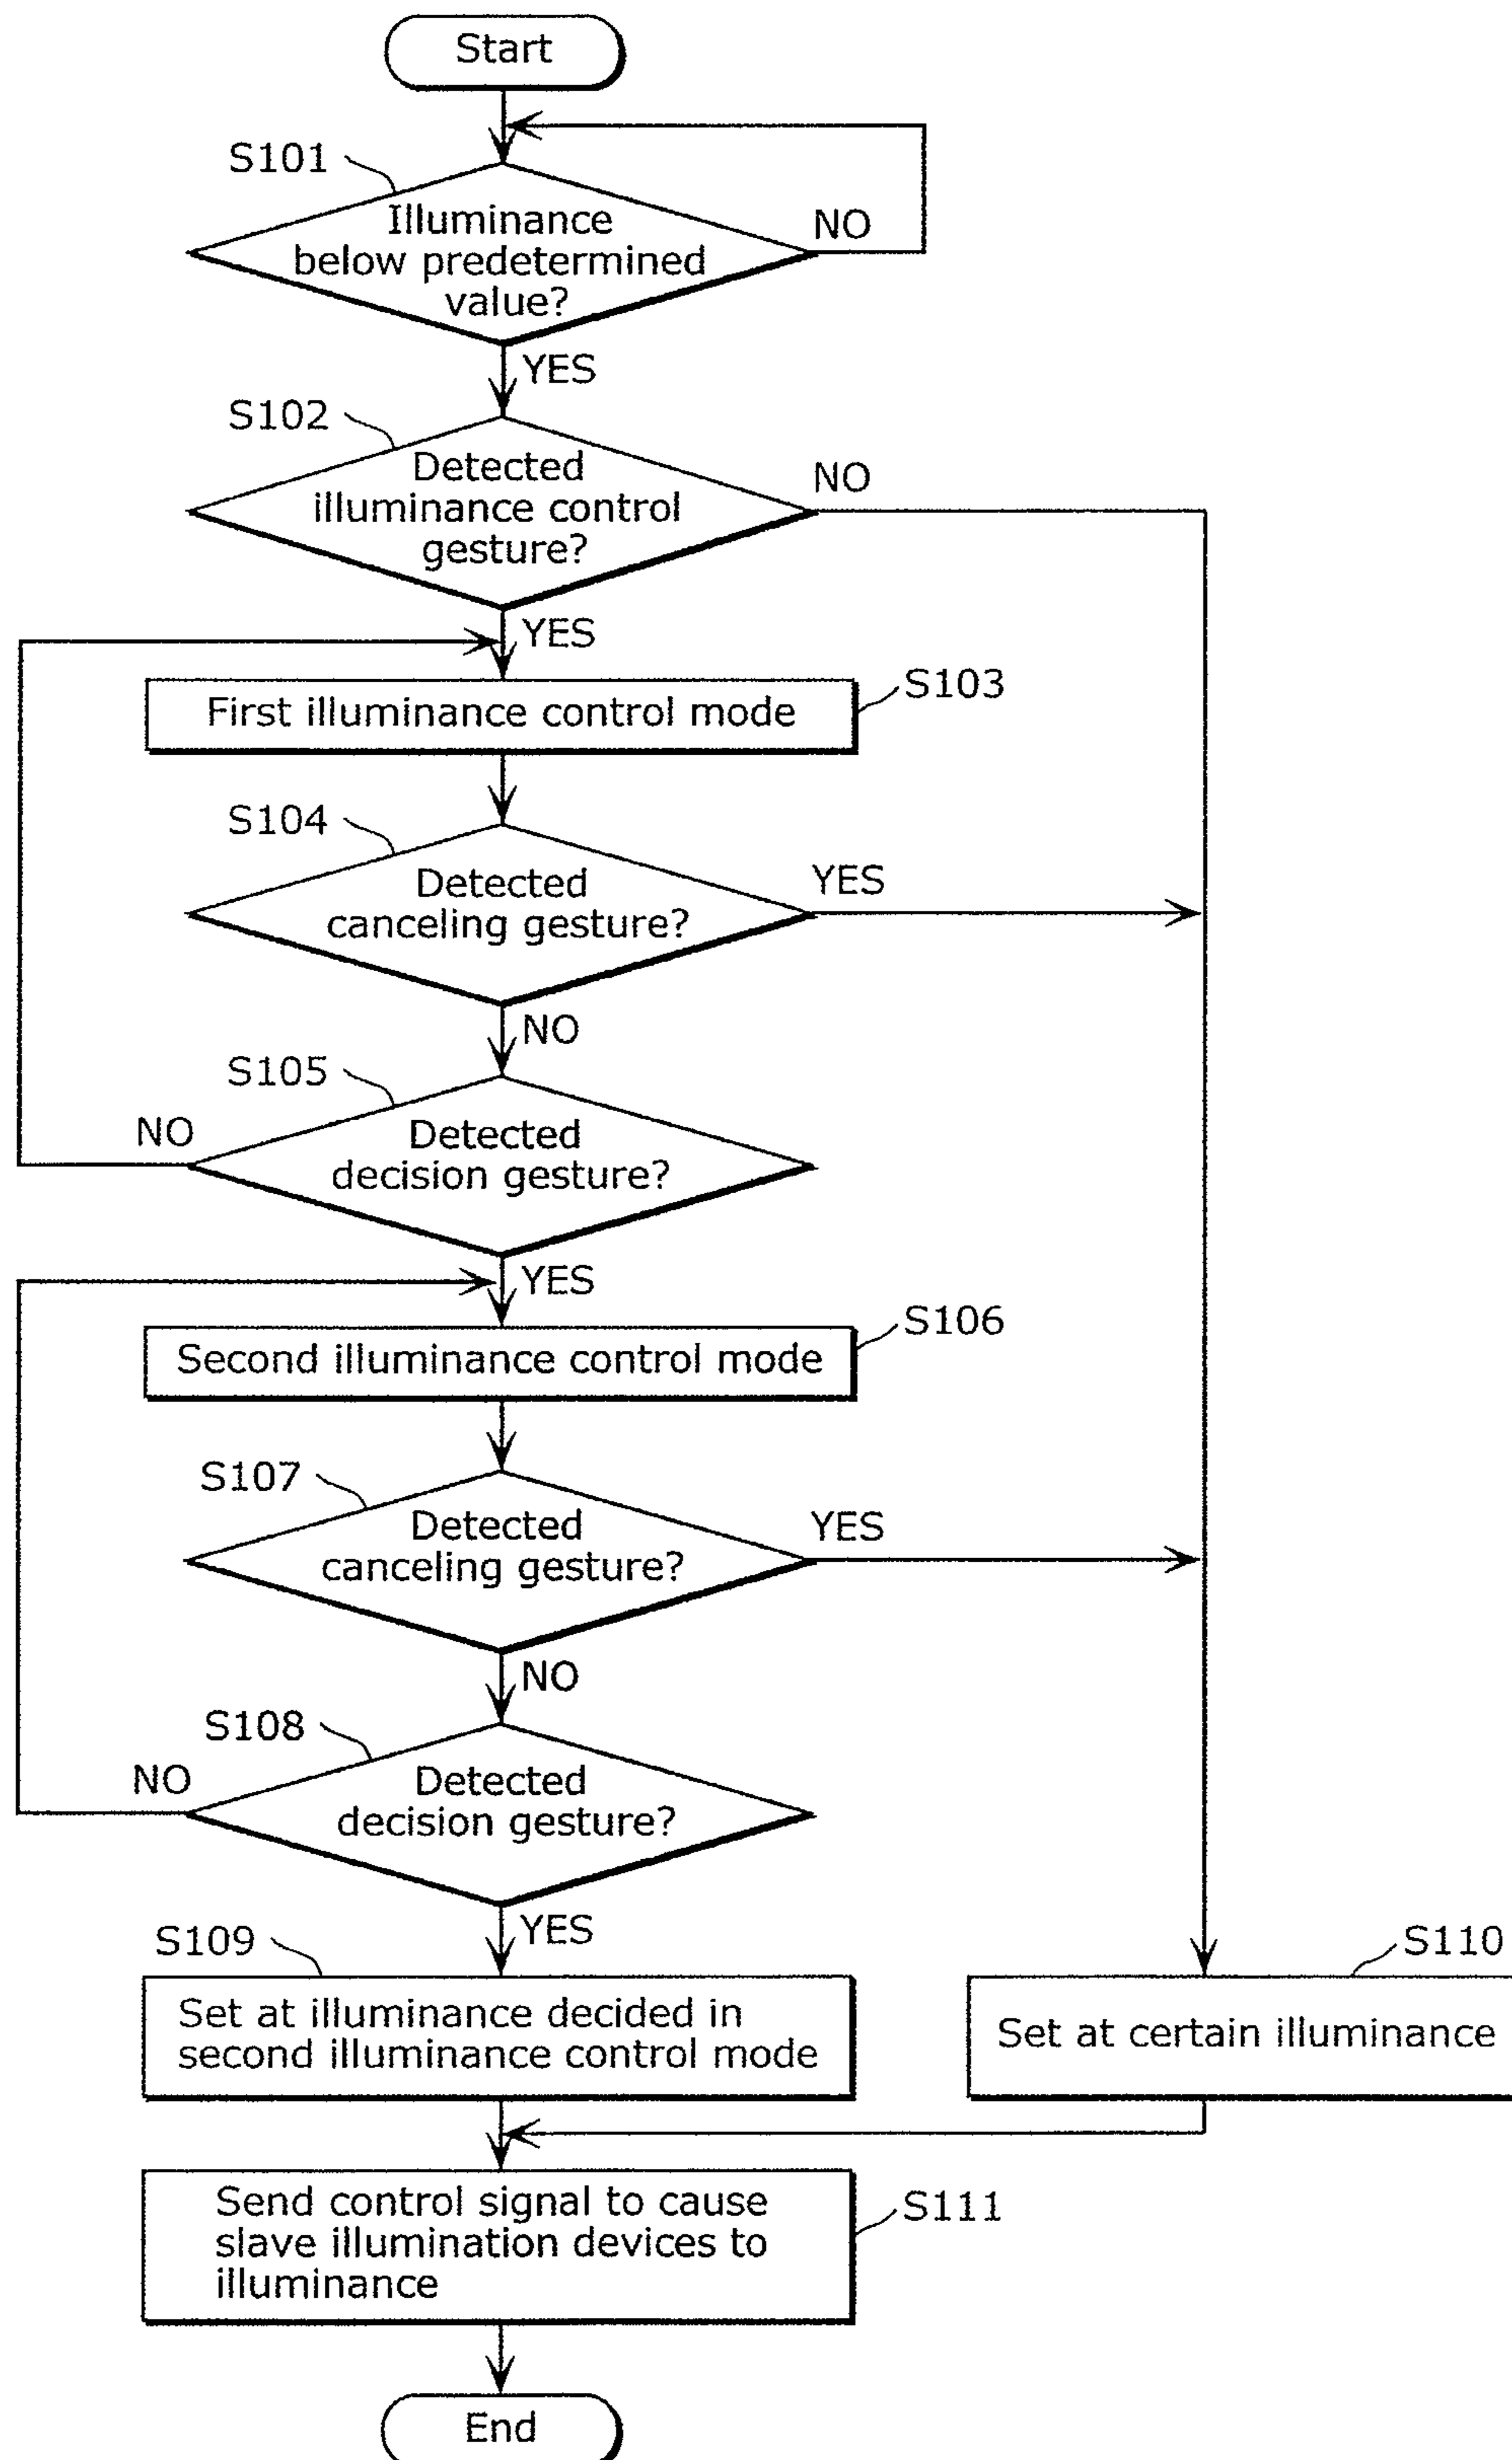 Start
S101
Illuminance
below predetermined
value?
NO
YES
S102
Detected
illuminance control
gesture?
NO
YES
First illuminance control mode
S103
S104
Detected
canceling gesture?
YES
NO
S105
Detected
decision gesture?
NO
YES
Second illuminance control mode
S106
S107
Detected
canceling gesture?
YES
NO
S108
Detected
decision gesture?
NO
YES
S109
Set at illuminance decided in
second illuminance control mode
S110
Set at certain illuminance
Send control signal to cause
slave illumination devices to
illuminance
S111
End